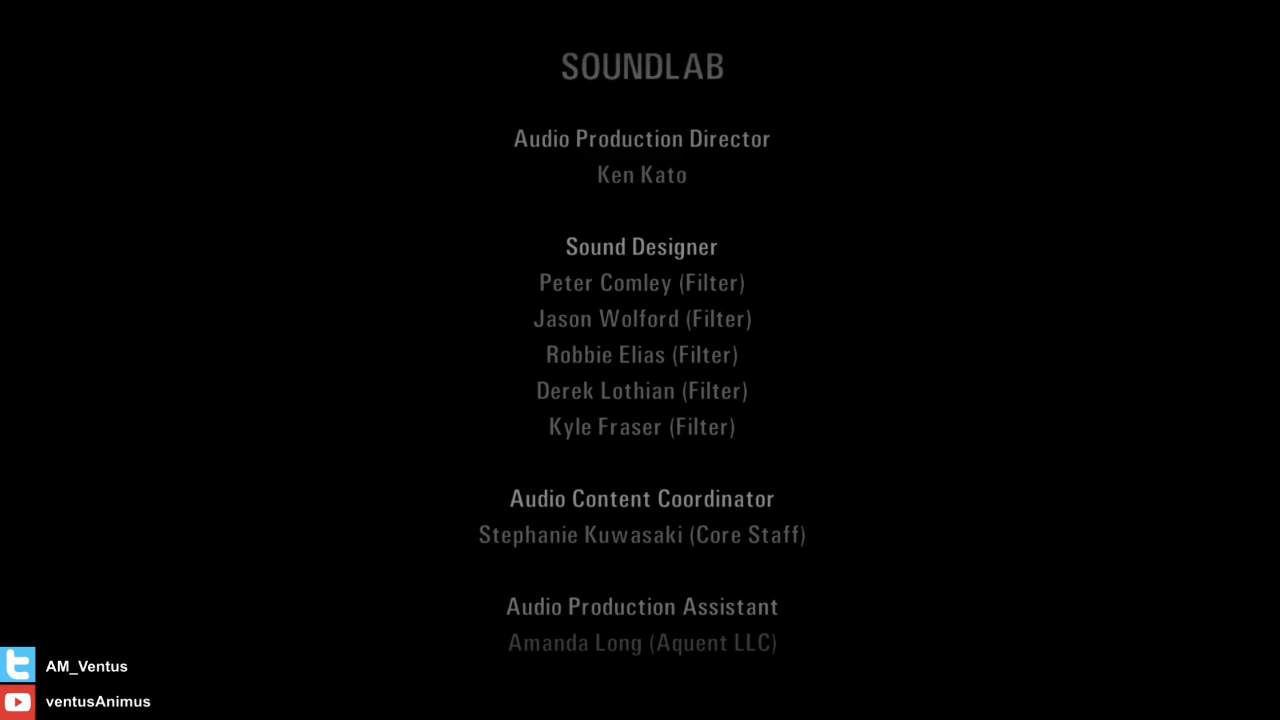 SOUNDLAB
Audio Production Director
Ken Kato
Sound Designer
Peter Comley (Filter)
Jason Wolford (Filter)
Robbie Elias (Filter)
Derek Lothian (Filter)
Kyle Fraser (Filter)
Audio Content Coordinator
Stephanie Kuwasaki (Core Staff)
Audio Production Assistant
Amanda Long (Aquent LLC)
AM_Ventus
ventusAnimus